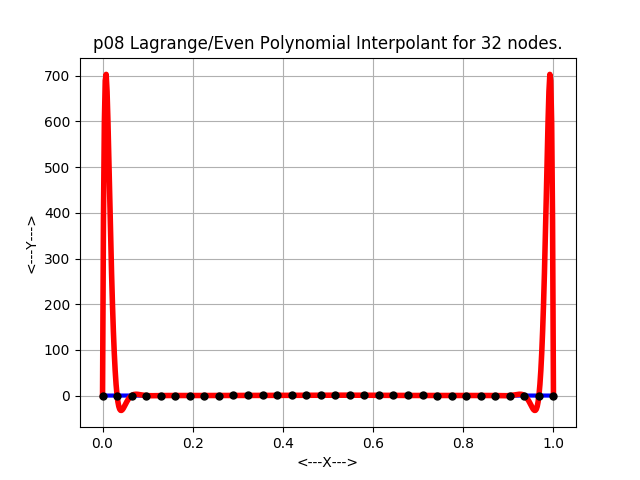 p08 Lagrange/Even Polynomial Interpolant for 32 nodes.
700
600
500
400
300
200
100
0
<---Y--->
0.0 0.2 0.4 0.6 0.8 1.0
<---X--->